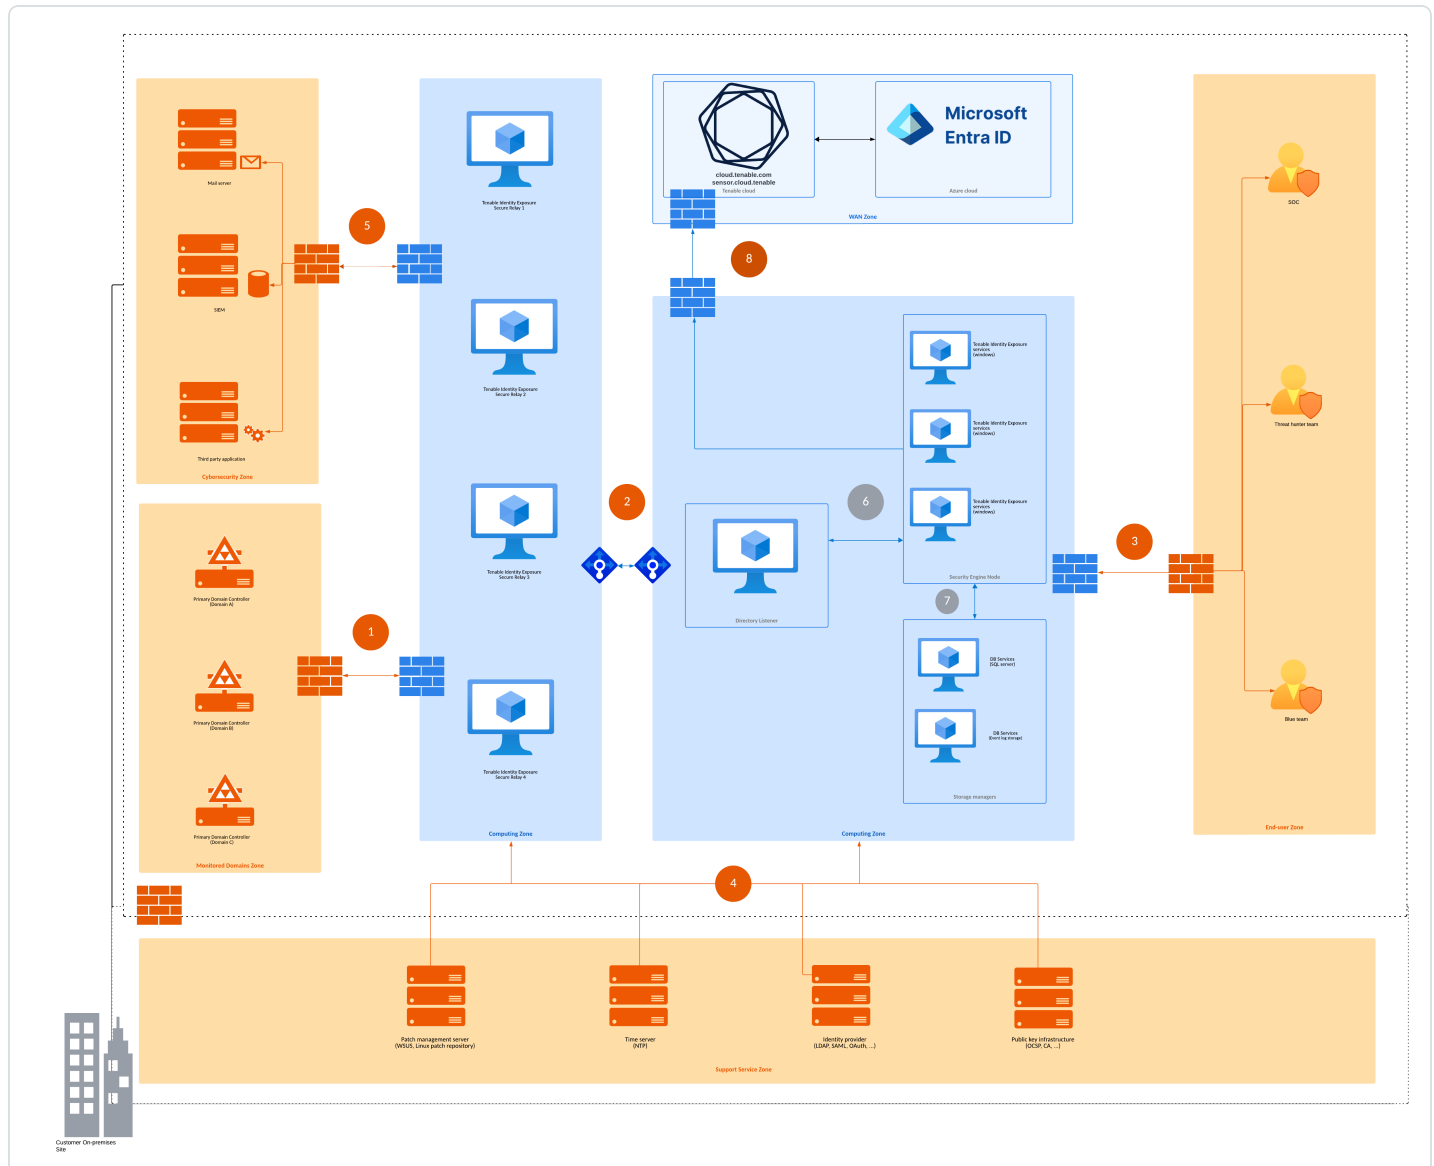 Mail server
SIEM
Third party application
Cybersecurity Zone
5
Primary Domain Controller
(Domain A)
Primary Domain Controller
(Domain B)
Primary Domain Controller
(Domain C)
Monitored Domains Zone
1
Tenable Identity Exposure
Secure Relay 1
Tenable Identity Exposure
Secure Relay 2
Tenable Identity Exposure
Secure Relay 3
Tenable Identity Exposure
Secure Relay 4
Computing Zone
2
cloud.tenable.com
sensor.cloud.tenable
Tenable cloud
Microsoft
Entra ID
Azure cloud
WAN Zone
8
Tenable Identity Exposure
services
(windows)
Tenable Identity Exposure
services
(windows)
Tenable Identity Exposure
services
(windows)
Security Engine Node
6
Directory Listener
7
DB Services
(SQL server)
DB Services
(Event log storage)
Storage managers
Computing Zone
3
SOC
Threat hunter team
Blue team
End-user Zone
4
Patch management server
(WSUS, Linux patch repository)
Time server
(NTP)
Identity provider
(LDAP, SAML, OAuth, ...)
Public key infrastructure
(OCSP, CA, ...)
Support Service Zone
Customer On-premises
Site